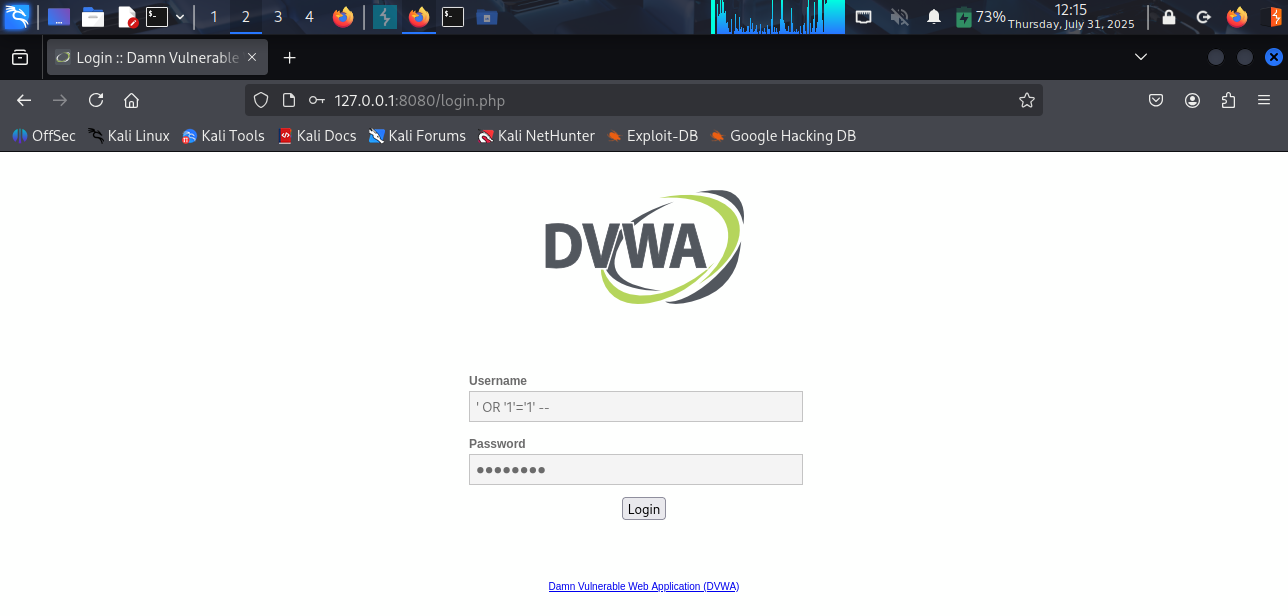 1 2 3 4 73% 12:15
Thursday, July 31, 2025
Login :: Damn Vulnerable
127.0.0.1:8080/login.php
OffSec Kali Linux Kali Tools Kali Docs Kali Forums Kali NetHunter Exploit-DB Google Hacking DB
DVWA
Username
' OR '1'='1' --
Password
●●●●●●●●
Login
Damn Vulnerable Web Application (DVWA)